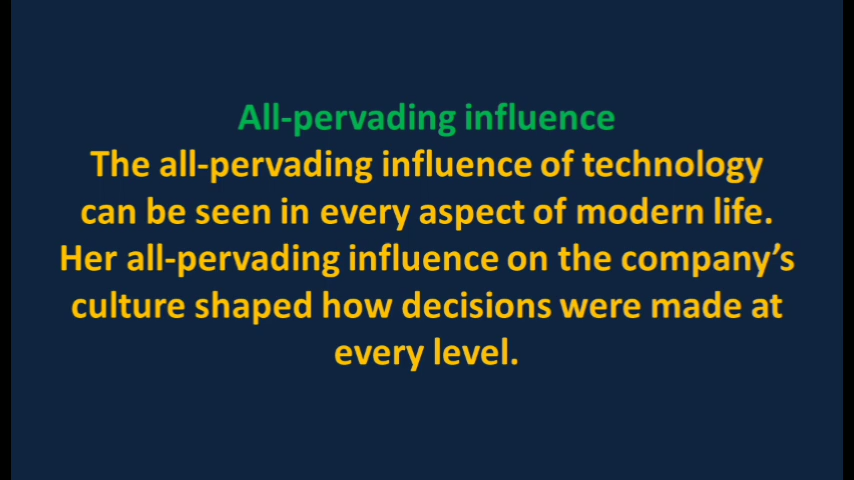 All-pervading influence
The all-pervading influence of technology
can be seen in every aspect of modern life.
Her all-pervading influence on the company’s
culture shaped how decisions were made at
every level.